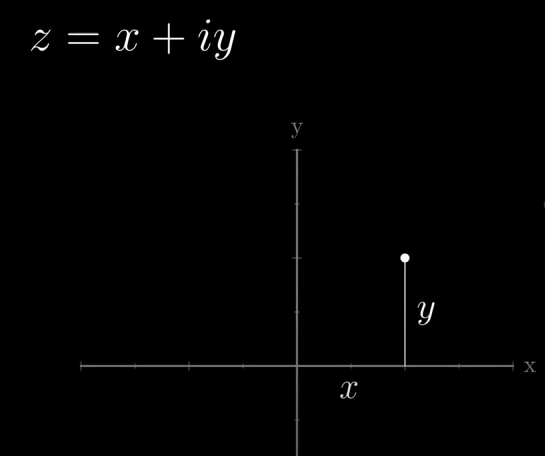 z = x + iy
y
y
x
x